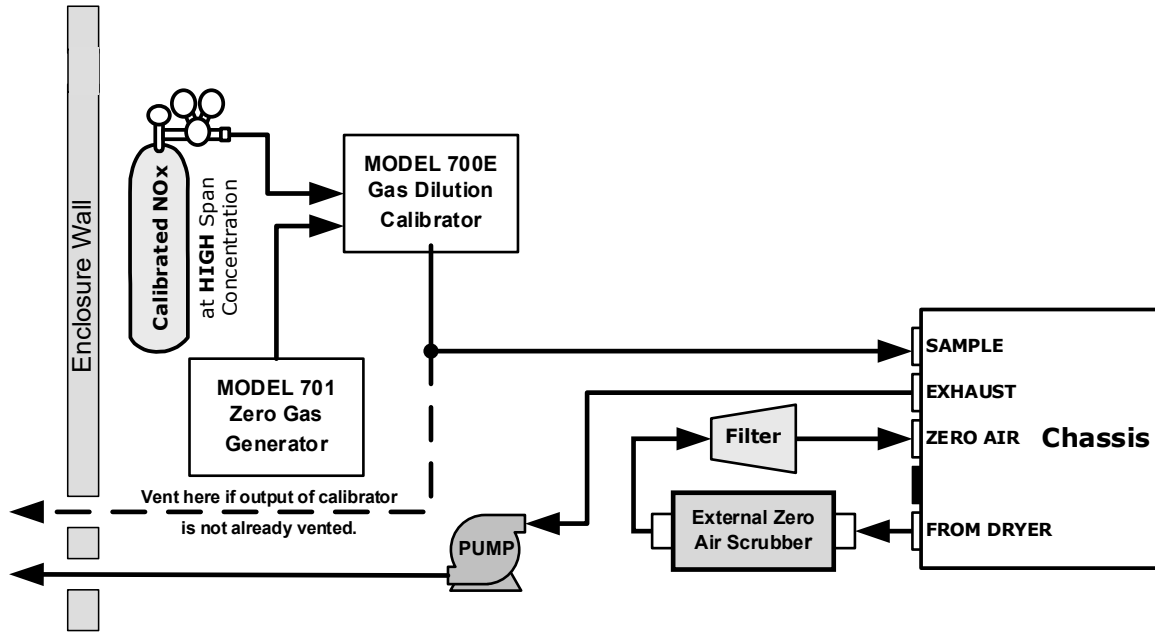 Enclosure Wall
Calibrated NOx
at HIGH Span
Concentration
MODEL 700E
Gas Dilution
Calibrator
MODEL 701
Zero Gas
Generator
Vent here if output of calibrator
is not already vented.
PUMP
Filter
External Zero
Air Scrubber
SAMPLE
EXHAUST
ZERO AIR
Chassis
FROM DRYER